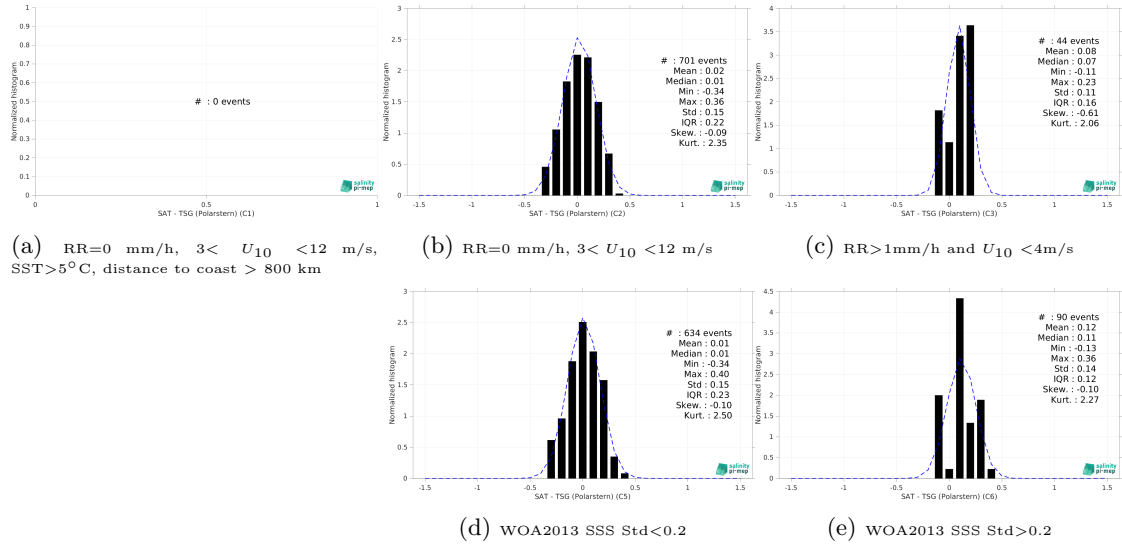 Normalized histogram
1
0.9
0.8
0.7
0.6
0.5
0.4
0.3
0.2
0.1
0
# : 0 events
salinity
pi-mep
0
0.5
1
SAT - TSG (Polarstern) (C1)
(a) RR=0 mm/h, 3< U10 <12 m/s,
SST>5°C, distance to coast > 800 km
Normalized histogram
3
2.5
2
1.5
1
0.5
0
# : 701 events
Mean : 0.02
Median : 0.01
Min : -0.34
Max : 0.36
Std : 0.15
IQR : 0.22
Skew. : -0.09
Kurt. : 2.35
salinity
pi-mep
-1.5 -1 -0.5 0 0.5 1 1.5
SAT - TSG (Polarstern) (C2)
(b) RR=0 mm/h, 3< U10 <12 m/s
Normalized histogram
4
3.5
3
2.5
2
1.5
1
0.5
0
# : 44 events
Mean : 0.08
Median : 0.07
Min : -0.11
Max : 0.23
Std : 0.11
IQR : 0.16
Skew. : -0.61
Kurt. : 2.06
salinity
pi-mep
-1.5 -1 -0.5 0 0.5 1 1.5
SAT - TSG (Polarstern) (C3)
(c) RR>1mm/h and U10 <4m/s
Normalized histogram
3
2.5
2
1.5
1
0.5
0
# : 634 events
Mean : 0.01
Median : 0.01
Min : -0.34
Max : 0.40
Std : 0.15
IQR : 0.23
Skew. : -0.10
Kurt. : 2.50
salinity
pi-mep
-1.5 -1 -0.5 0 0.5 1 1.5
SAT - TSG (Polarstern) (C5)
(d) WOA2013 SSS Std<0.2
Normalized histogram
4.5
4
3.5
3
2.5
2
1.5
1
0.5
0
# : 90 events
Mean : 0.12
Median : 0.11
Min : -0.13
Max : 0.36
Std : 0.14
IQR : 0.12
Skew. : -0.10
Kurt. : 2.27
salinity
pi-mep
-1.5 -1 -0.5 0 0.5 1 1.5
SAT - TSG (Polarstern) (C6)
(e) WOA2013 SSS Std>0.2